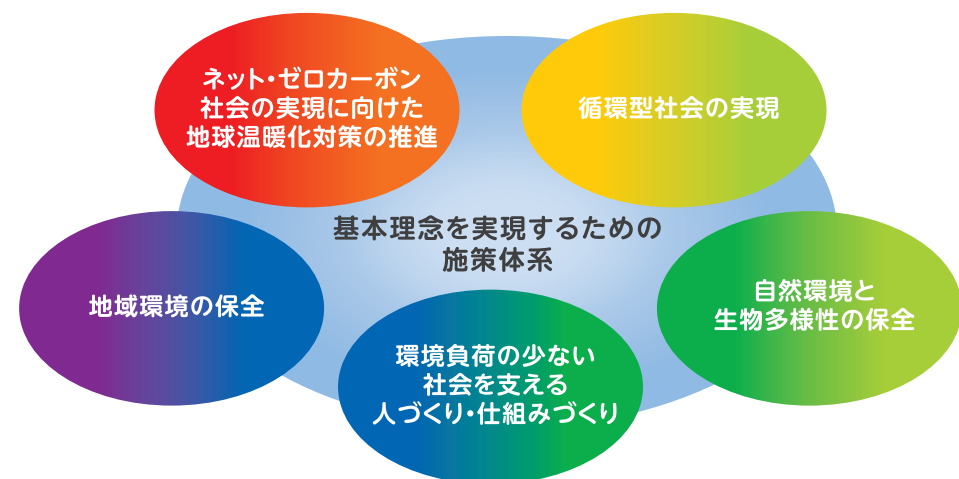 ネット・ゼロカーボン
社会の実現に向けた
地球温暖化対策の推進
循環型社会の実現
基本理念を実現するための
施策体系
地域環境の保全
自然環境と
生物多様性の保全
環境負荷の少ない
社会を支える
人づくり・仕組みづくり